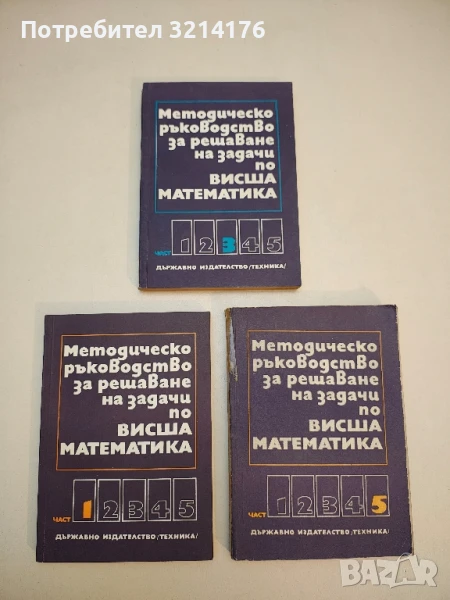 Потребител 3214175
Методическо
ръководство
за решаване
на задачи
по
ВИСША
МАТЕМАТИКА
ЧАСТ 1 2 3 4 5
ДЪРЖАВНО ИЗДАТЕЛСТВО /ТЕХНИКА/
Методическо
ръководство
за решаване
на задачи
по
ВИСША
МАТЕМАТИКА
ЧАСТ 1 2 3 4 5
ДЪРЖАВНО ИЗДАТЕЛСТВО /ТЕХНИКА/
Методическо
ръководство
за решаване
на задачи
по
ВИСША
МАТЕМАТИКА
ЧАСТ 1 2 3 4 5
ДЪРЖАВНО ИЗДАТЕЛСТВО /ТЕХНИКА/
BAZAR